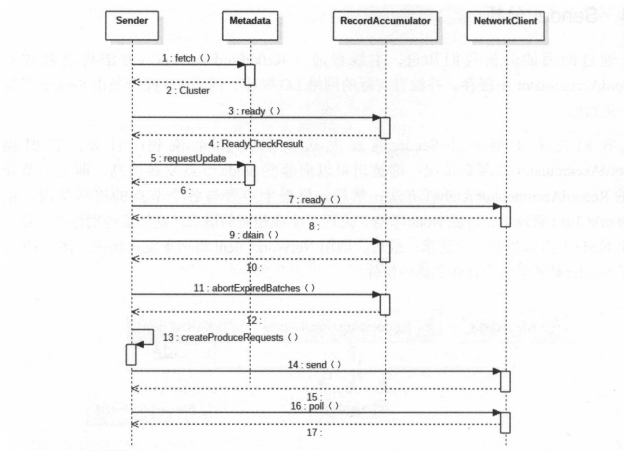 Sender
Metadata
RecordAccumulator
NetworkClient
1 : fetch ( )
2 : Cluster
3 : ready ( )
4 : ReadyCheckResult
5 : requestUpdate
6 :
7 : ready ( )
8 :
9 : drain ( )
10 :
11 : abortExpiredBatches ( )
12 :
13 : createProduceRequests ( )
14 : send ( )
15 :
16 : poll ( )
17 :